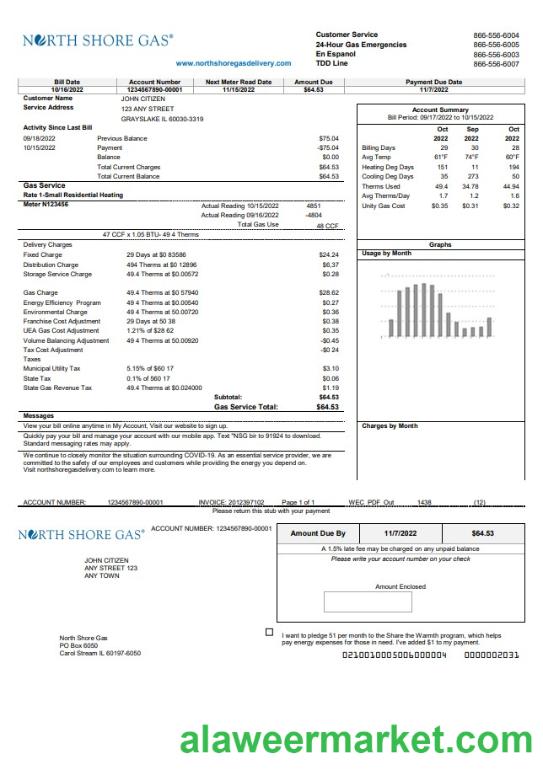 NORTH SHORE GAS®
www.northshoregasdelivery.com
Customer Service 866-556-6004
24-Hour Gas Emergencies 866-556-6005
En Espanol 866-556-6003
TDD Line 866-556-6007
Bill Date Account Number Next Meter Read Date Amount Due Payment Due Date
10/16/2022 1234567890-00001 11/15/2022 $64.53 11/7/2022
Customer Name JOHN CITIZEN
Service Address 123 ANY STREET
GRAYSLAKE IL 60030-3319
Activity Since Last Bill
09/18/2022 Previous Balance $75.04
10/15/2022 Payment -$75.04
Balance $0.00
Total Current Charges $64.53
Total Current Balance $64.53
Gas Service
Rate 1-Small Residential Heating
Meter N123456 Actual Reading 10/15/2022 4851
Actual Reading 09/16/2022 -4804
Total Gas Use 48 CCF
47 CCF x 1.05 BTU- 49 4 Therms
Delivery Charges
Fixed Charge 29 Days at $0 83586 $24.24
Distribution Charge 494 Therms at $0 12896 $6,37
Storage Service Charge 49.4 Therms at $0.00572 $0.28
Gas Charge 49.4 Therms at $0 57940 $28.62
Energy Efficiency Program 49 4 Therms at $0.00540 $0.27
Environmental Charge 49 4 Therms at $0.00720 $0.36
Franchise Cost Adjustment 29 Days at 50 38 $0.38
UEA Gas Cost Adjustment 1.21% of $28 62 $0.35
Volume Balancing Adjustment 49 4 Therms at 50.00920 -$0.45
Tax Cost Adjustment -$0 24
Taxes
Municipal Utility Tax 5.15% of $60 17 $3.10
State Tax 0.1% of $60 17 $0.06
State Gas Revenue Tax 49.4 Therms at $0.024000 $1.19
Subtotal: $64.53
Gas Service Total: $64.53
Messages
View your bill online anytime in My Account. Visit our website to sign up.
Quickly pay your bill and manage your account with our mobile app. Text "NSG bir to 91924 to download.
Standard messaging rates may apply.
We continue to closely monitor the situation surrounding COVID-19. As an essential service provider, we are
committed to the safety of our employees and customers while providing the energy you depend on.
Visit northshoregasdelivery.com to learn more.
Account Summary
Bill Period: 09/17/2022 to 10/15/2022
Oct Sep Oct
2022 2022 2022
Billing Days 29 30 28
Avg Temp 61°F 74°F 60°F
Heating Deg Days 151 11 194
Cooling Deg Days 35 273 50
Therms Used 49.4 34.78 44.94
Avg Therms/Day 1.7 1.2 1.6
Unity Gas Cost $0.35 $0.31 $0.32
Graphs
Usage by Month
Charges by Month
ACCOUNT NUMBER: 1234567890-00001 INVOICE: 2012397102 Page 1 of 1 WEC_PDF_Out 1438 (12)
Please return this stub with your payment
NORTH SHORE GAS® ACCOUNT NUMBER: 1234567890-00001
JOHN CITIZEN
ANY STREET 123
ANY TOWN
Amount Due By 11/7/2022 $64.53
A 1.5% late fee may be charged on any unpaid balance
Please write your account number on your check
Amount Enclosed
North Shore Gas
PO Box 6050
Carol Stream IL 60197-6050
I want to pledge 51 per month to the Share the Warmth program, which helps
pay energy expenses for those in need. I've added $1 to my payment.
0210010005006000004 0000002031
alaweermarket.com